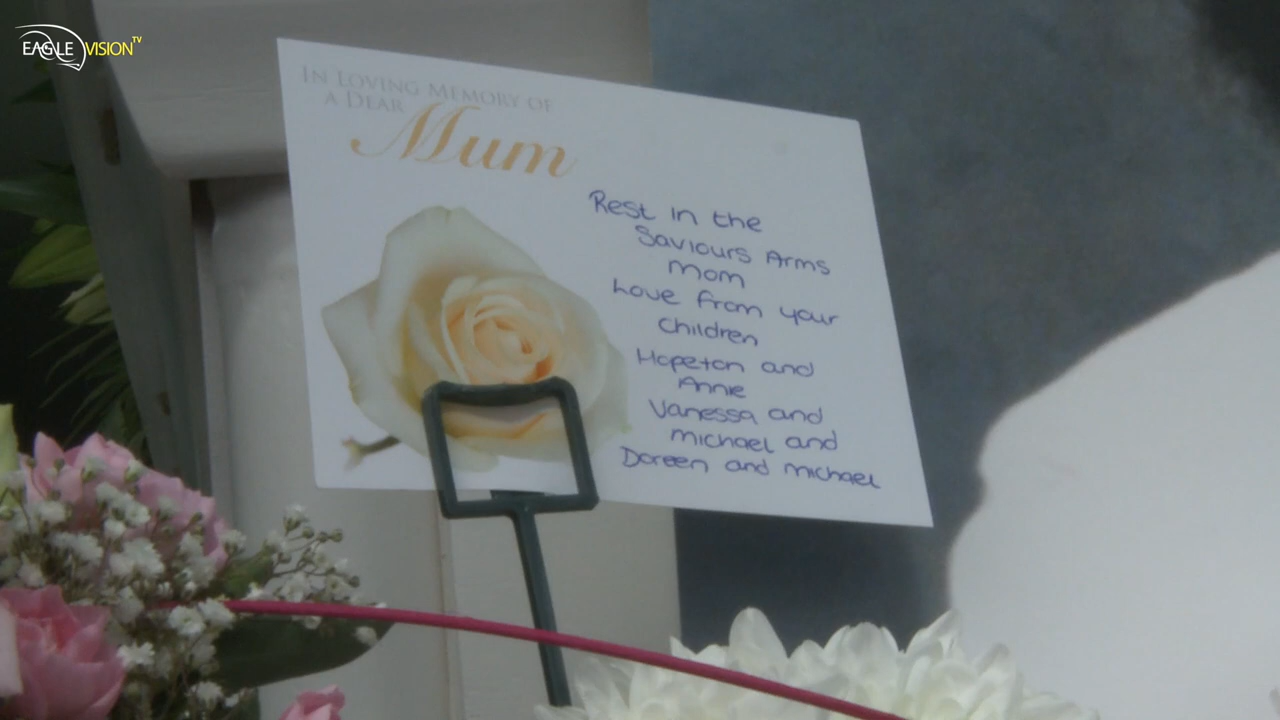 EAGLE VISION TV
IN LOVING MEMORY OF
A DEAR
Mum
Rest in the
Saviours Arms
Mom
Love from your
Children
Hopeton and
Annie
Vanessa and
michael and
Doreen and michael